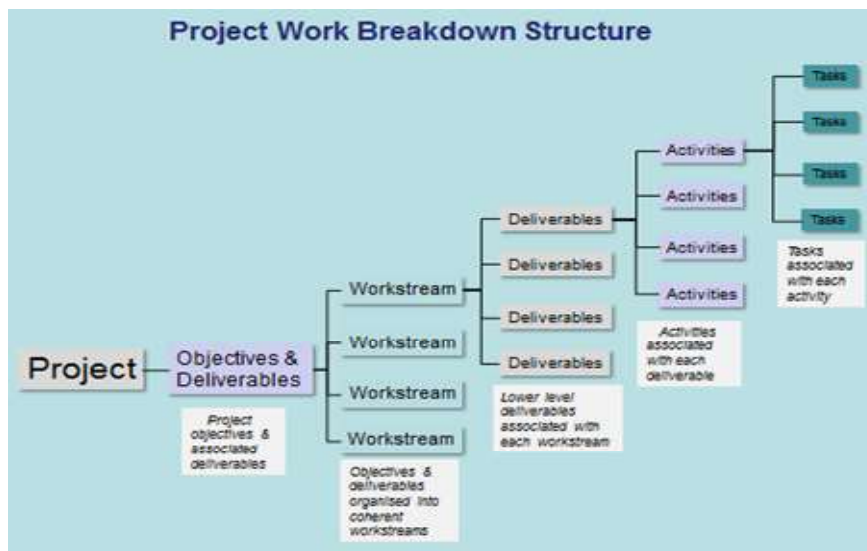 Project Work Breakdown Structure
Project
Objectives &
Deliverables
Project
objectives &
associated
deliverables
Workstream
Workstream
Workstream
Workstream
Objectives &
deliverables
organised into
coherent
workstreams
Deliverables
Deliverables
Deliverables
Deliverables
Lower level
deliverables
associated with
each workstream
Activities
Activities
Activities
Activities
Activities
associated
with each
deliverable
Tasks
Tasks
Tasks
Tasks
Tasks
associated
with each
activity